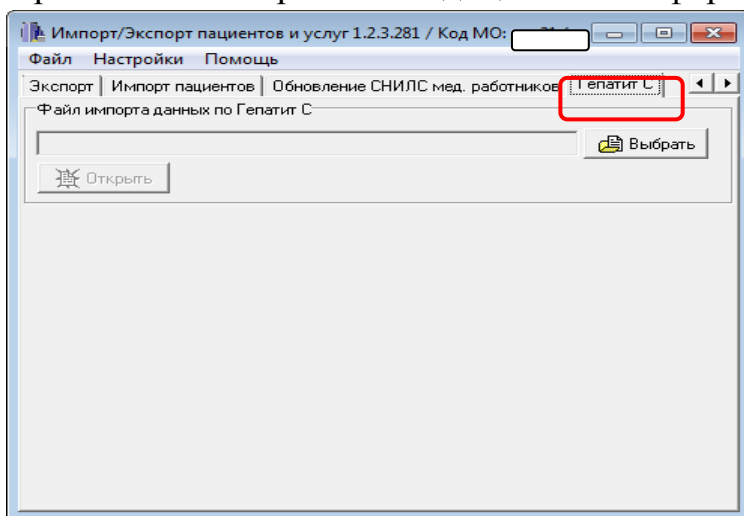 Импорт/Экспорт пациентов и услуг 1.2.3.281 / Код МО:
Файл Настройки Помощь
Экспорт Импорт пациентов Обновление СНИЛС мед. работников Гепатит С
Файл импорта данных по Гепатит С
Выбрать
Открыть